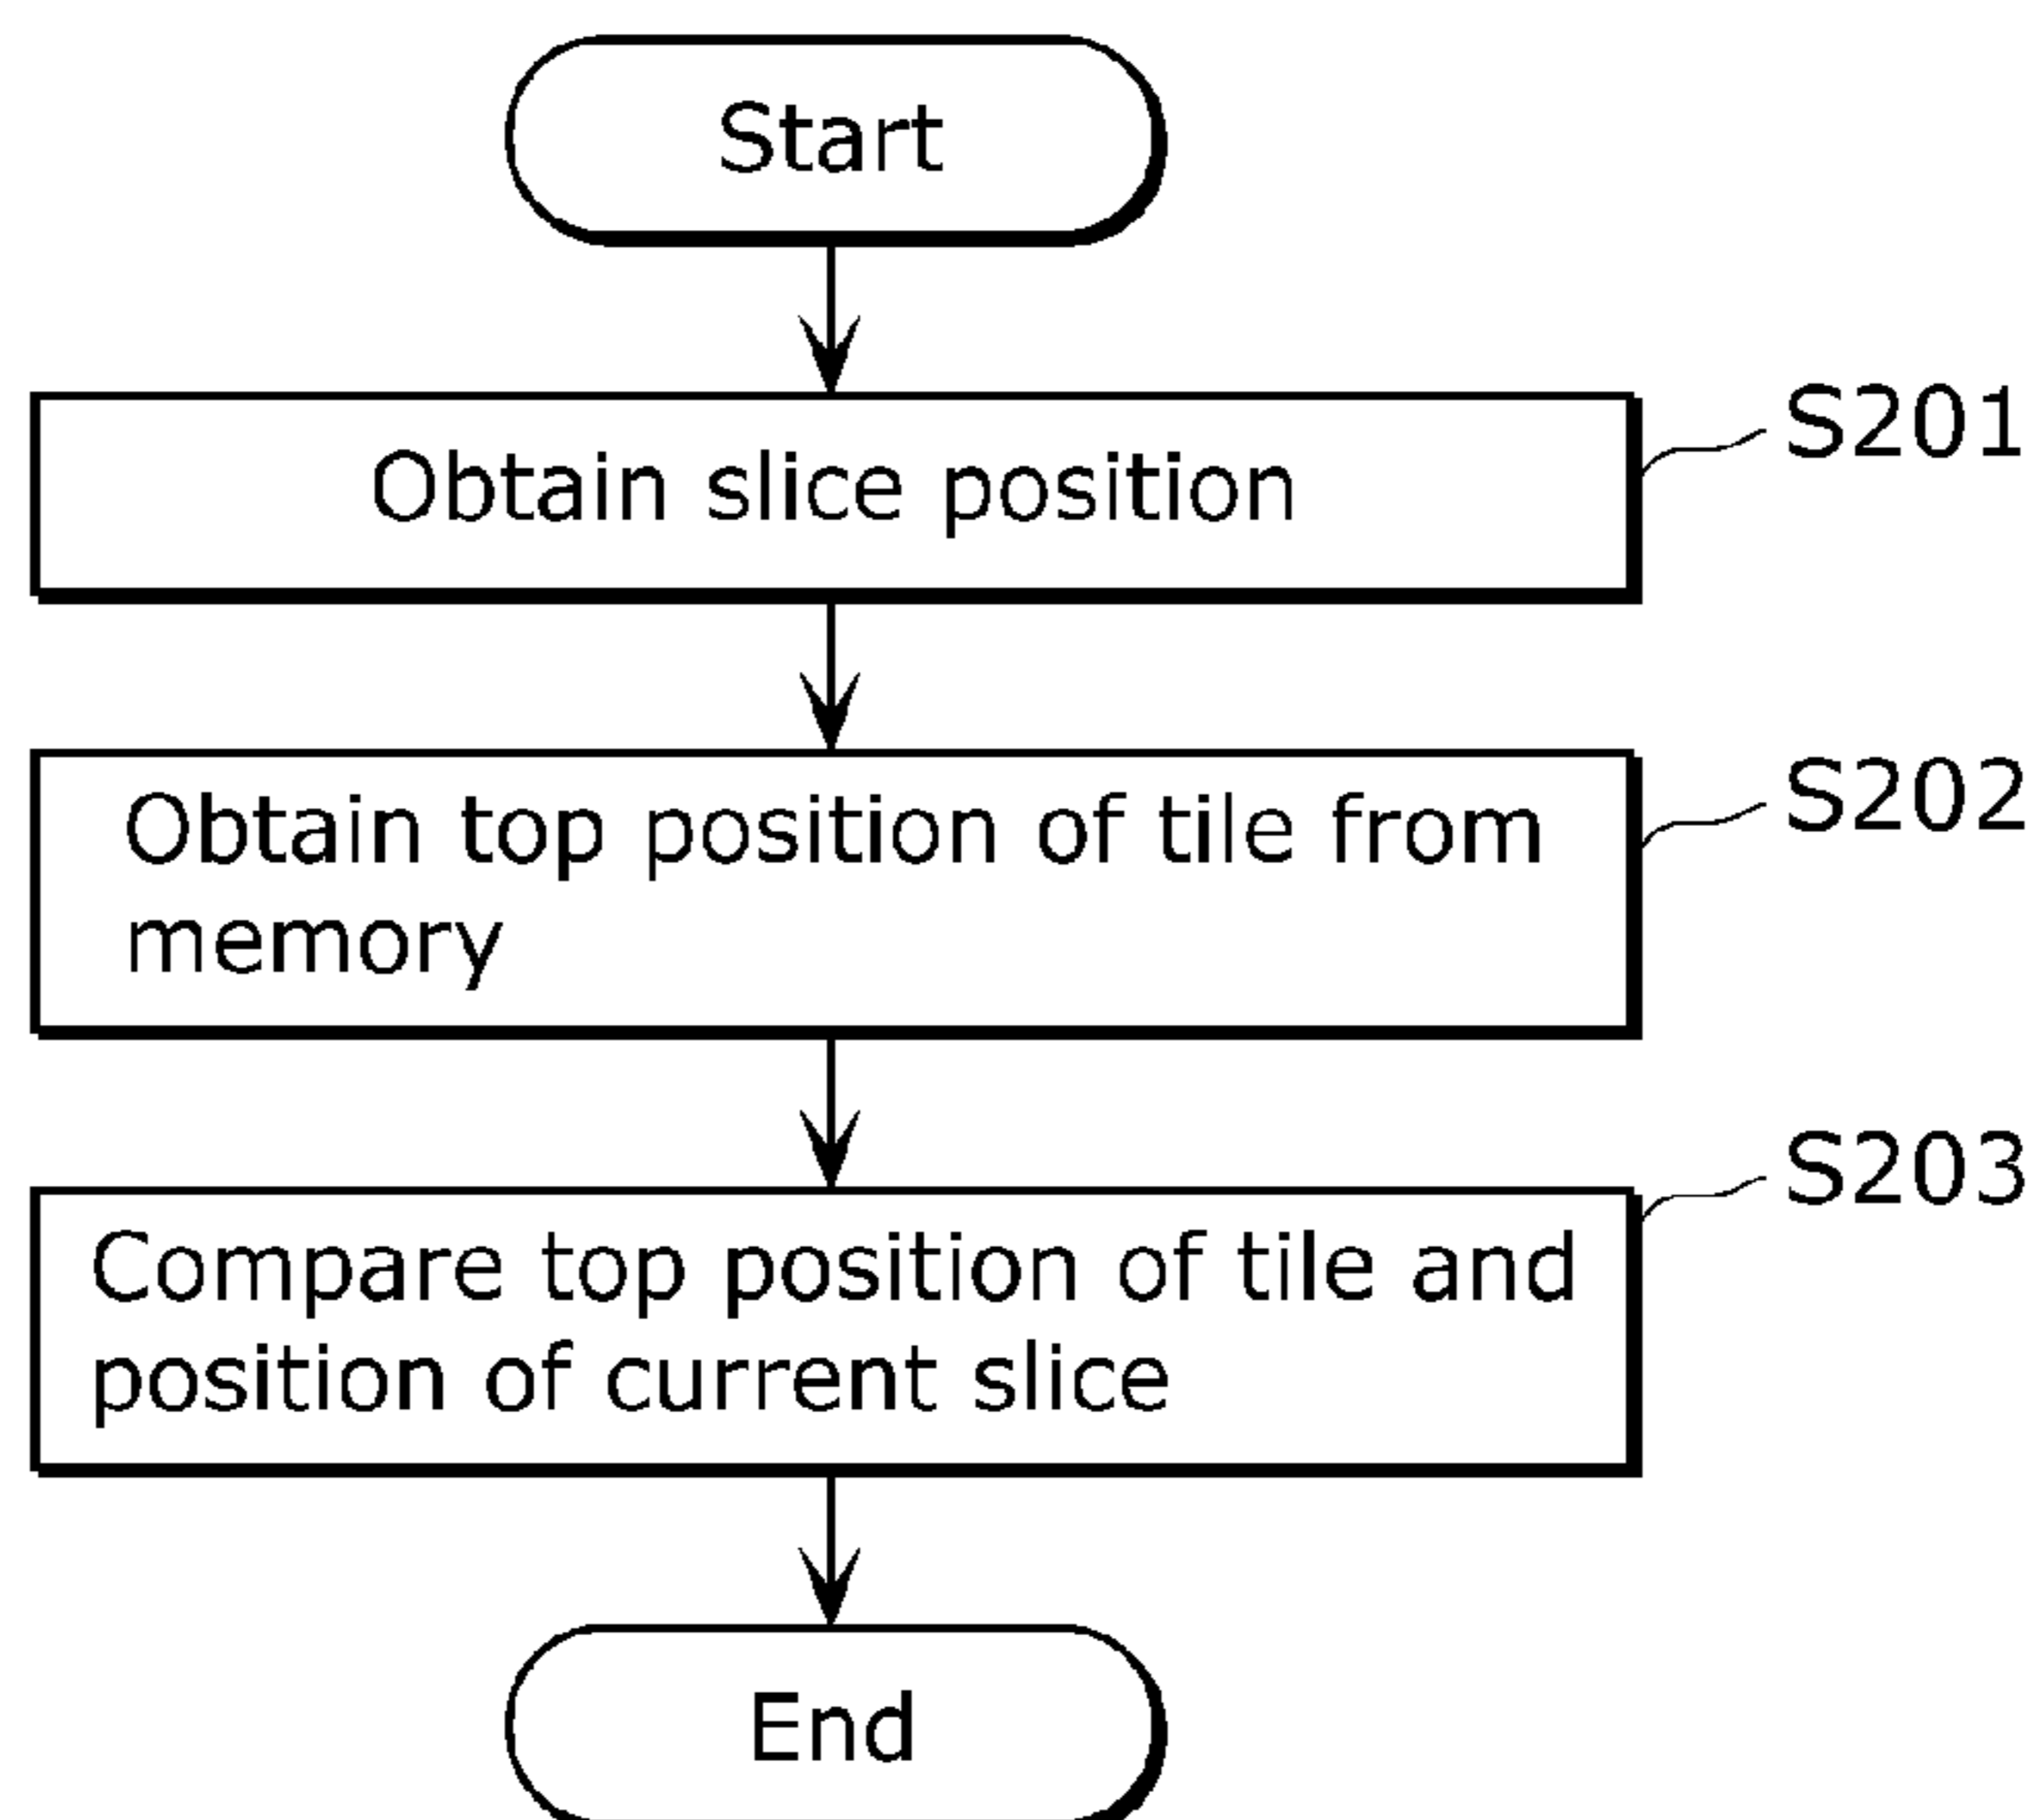 Start
Obtain slice position
S201
Obtain top position of tile from
memory
S202
Compare top position of tile and
position of current slice
S203
End